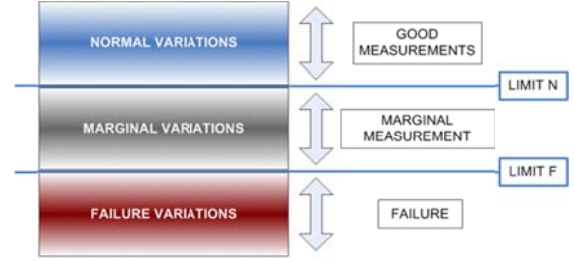 NORMAL VARIATIONS
GOOD
MEASUREMENTS
LIMIT N
MARGINAL VARIATIONS
MARGINAL
MEASUREMENT
LIMIT F
FAILURE VARIATIONS
FAILURE